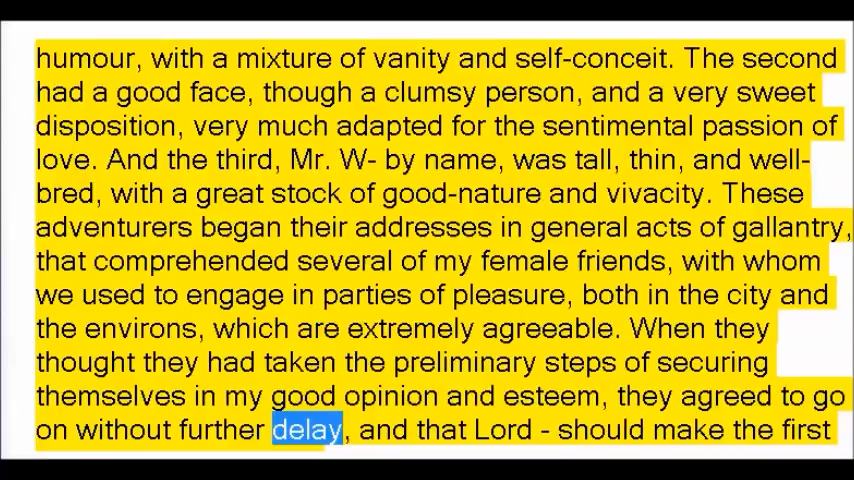 humour, with a mixture of vanity and self-conceit. The second
had a good face, though a clumsy person, and a very sweet
disposition, very much adapted for the sentimental passion of
love. And the third, Mr. W- by name, was tall, thin, and well-
bred, with a great stock of good-nature and vivacity. These
adventurers began their addresses in general acts of gallantry,
that comprehended several of my female friends, with whom
we used to engage in parties of pleasure, both in the city and
the environs, which are extremely agreeable. When they
thought they had taken the preliminary steps of securing
themselves in my good opinion and esteem, they agreed to go
on without further delay, and that Lord - should make the first